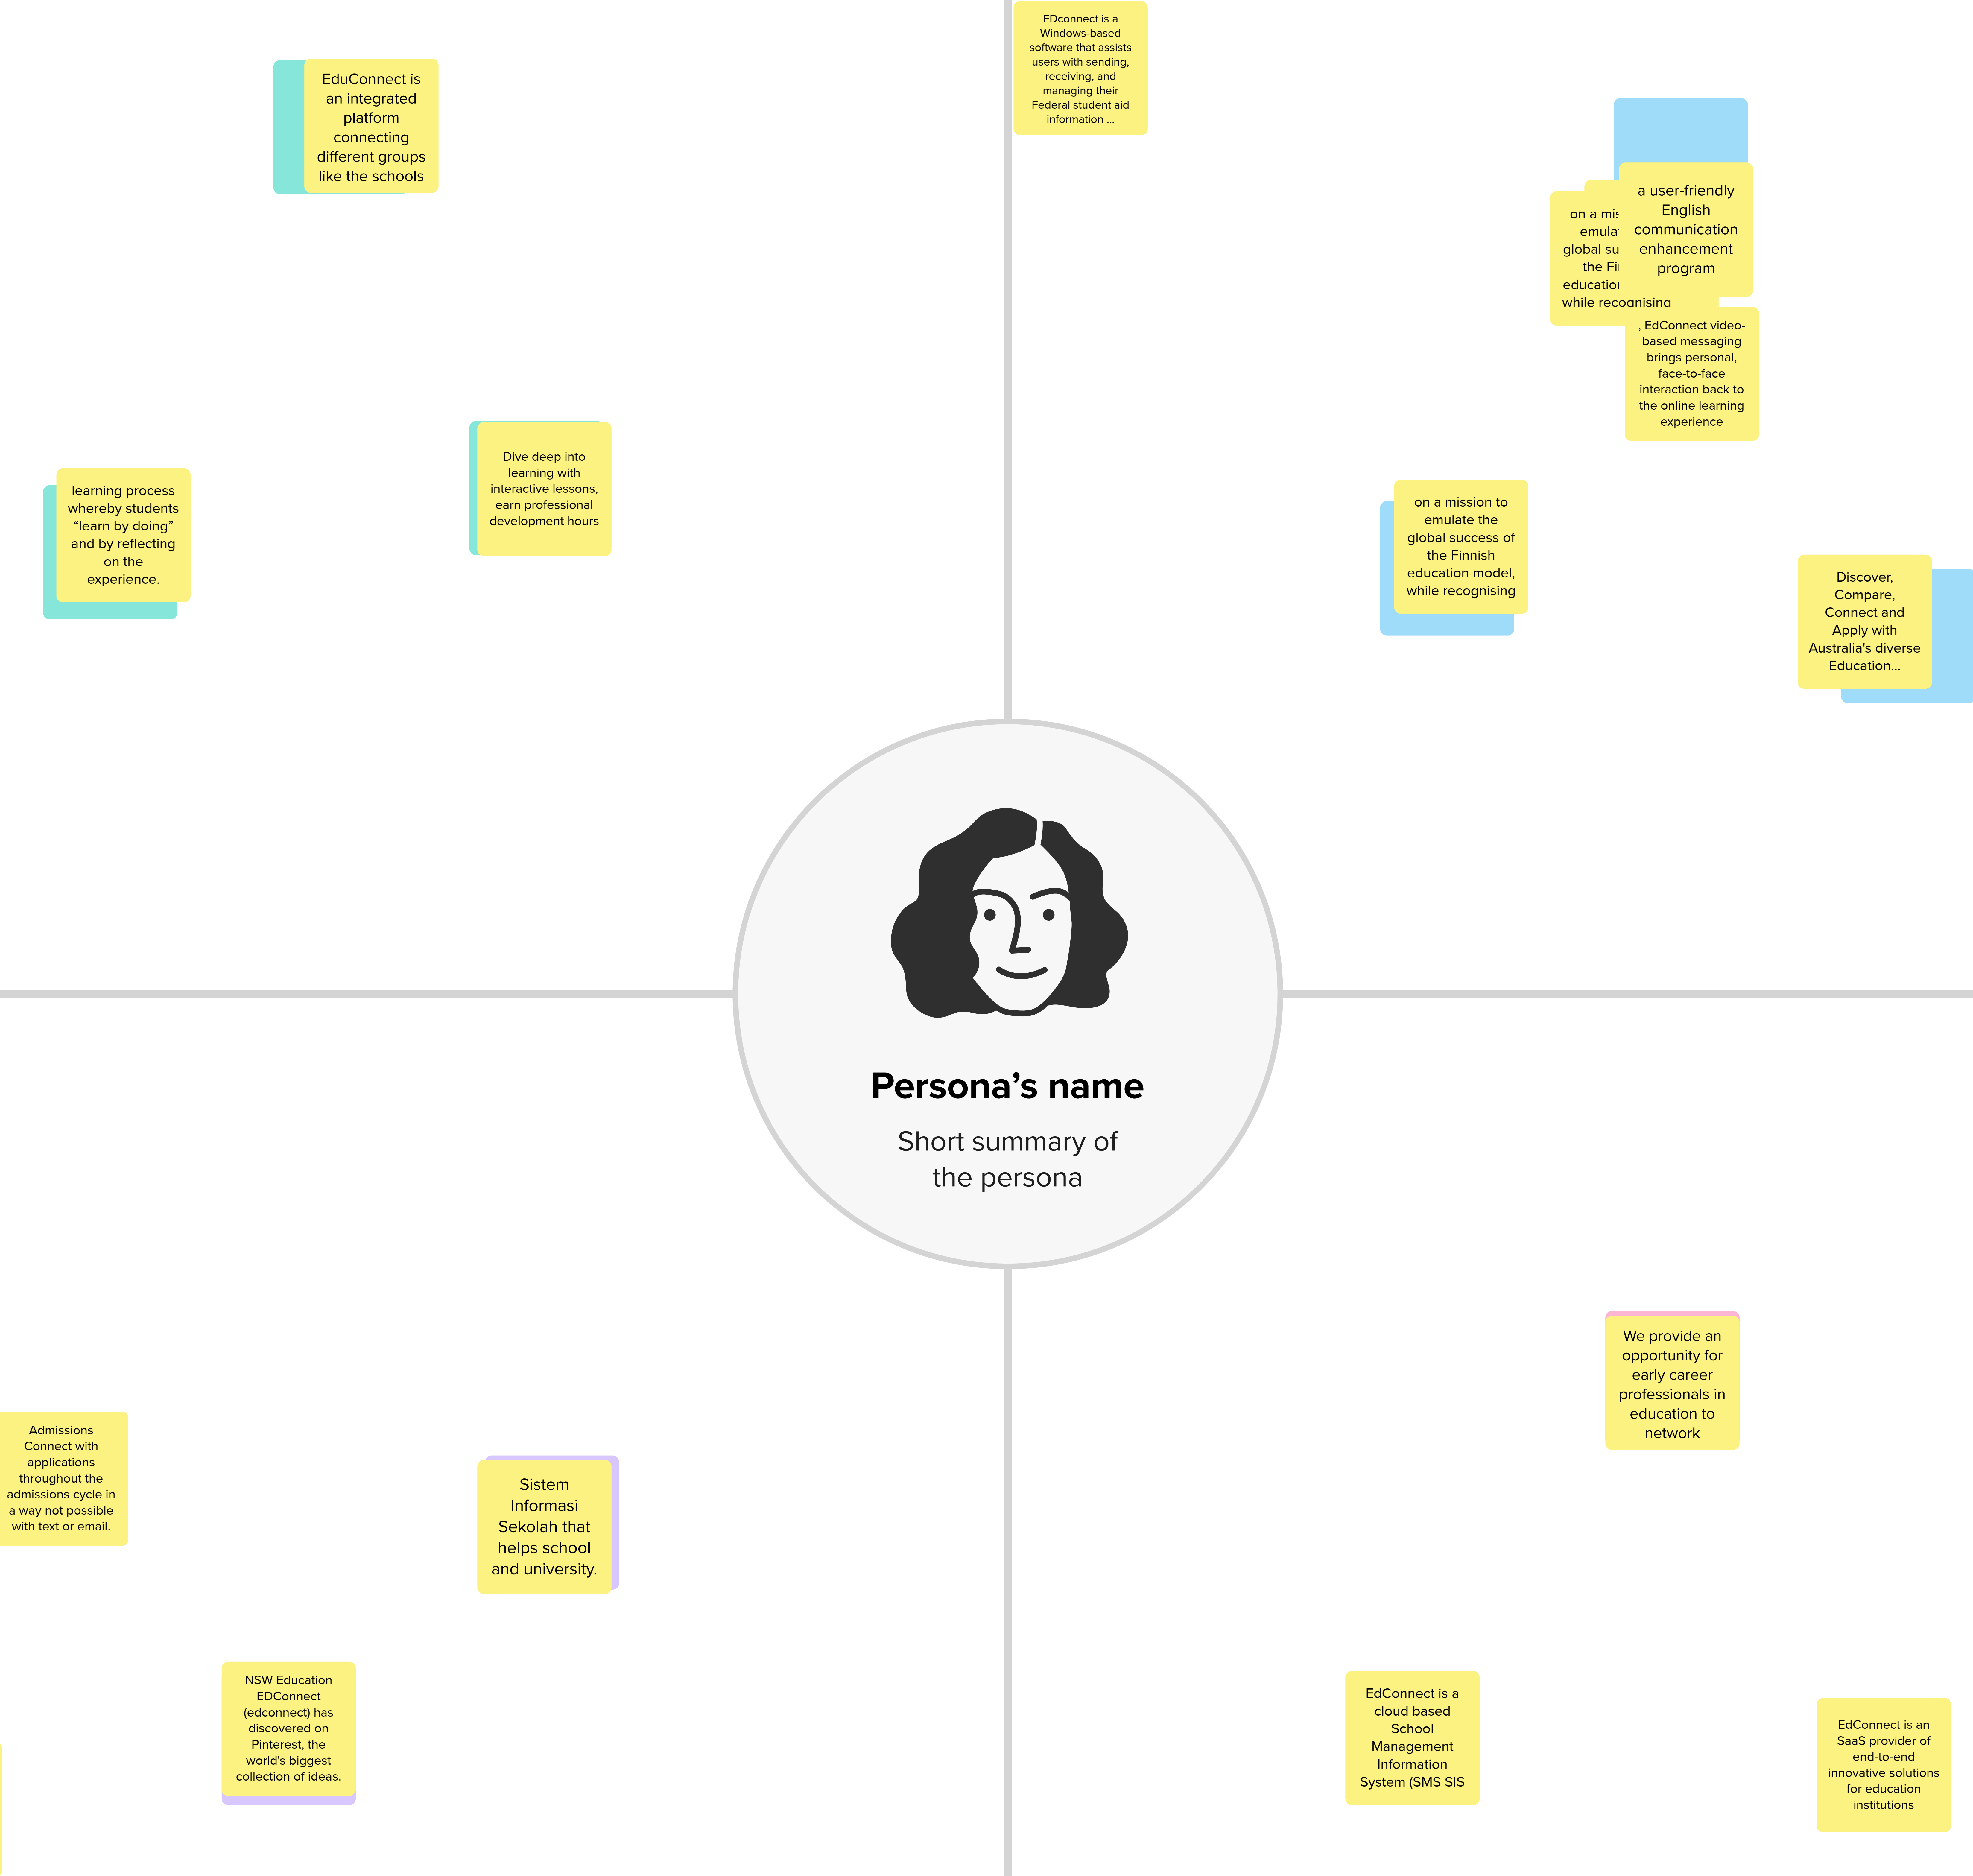 EDconnect is a
Windows-based
software that assists
users with sending,
receiving, and
managing their
Federal student aid
information ...
EduConnect is
an integrated
platform
connecting
different groups
like the schools
a user-friendly
English
communication
enhancement
program
on a
global
the
while recognising
, EdConnect video-
based messaging
brings personal,
face-to-face
interaction back to
the online learning
experience
Dive deep into
learning with
interactive lessons,
earn professional
development hours
learning process
whereby students
“learn by doing”
and by reflecting
on the
experience.
on a mission to
emulate the
global success of
the Finnish
education model,
while recognising
Discover,
Compare,
Connect and
Apply with
Australia's diverse
Education...
Persona’s name
Short summary of
the persona
We provide an
opportunity for
early career
professionals in
education to
network
Admissions
Connect with
applications
throughout the
admissions cycle in
a way not possible
with text or email.
Sistem
Informasi
Sekolah that
helps school
and university.
NSW Education
EDConnect
(edconnect) has
discovered on
Pinterest, the
world's biggest
collection of ideas.
EdConnect is a
cloud based
School
Management
Information
System (SMS SIS
EdConnect is an
SaaS provider of
end-to-end
innovative solutions
for education
institutions